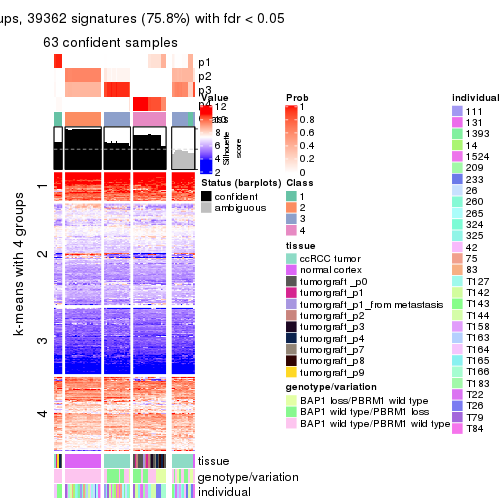 ups, 39362 signatures (75.8%) with fdr < 0.05
63 confident samples
p1
p2
p3
p4
Value
12
10
6
4
2
Silhouette
score
Prob
1
0.8
0.6
0.4
0.2
0
Status (barplots)
confident
ambiguous
Class
1
2
3
4
tissue
ccRCC tumor
normal cortex
tumorgraft _p0
tumorgraft_p1
tumorgraft_p1_from metastasis
tumorgraft_p2
tumorgraft_p3
tumorgraft_p4
tumorgraft_p7
tumorgraft_p8
tumorgraft_p9
genotype/variation
BAP1 loss/PBRM1 wild type
BAP1 wild type/PBRM1 loss
BAP1 wild type/PBRM1 wild type
Individual
111
131
1393
14
1524
209
233
26
260
265
324
325
42
75
83
T127
T142
T143
T144
T158
T163
T164
T165
T166
T183
T22
T26
T79
T84
k-means with 4 groups
1
2
3
4
tissue
genotype/variation
individual